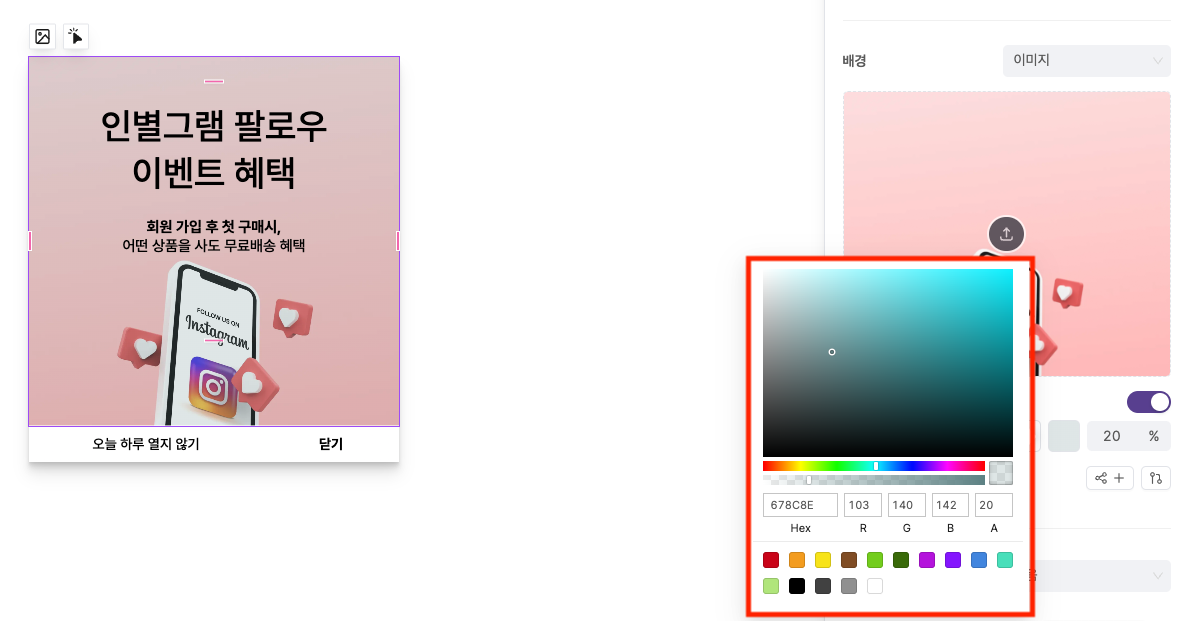 인별그램 팔로우
이벤트 혜택
회원 가입 후 첫 구매시,
어떤 상품을 사도 무료배송 혜택
FOLLOW US ON
Instagram
오늘 하루 열지 않기
닫기
배경
이미지
20
%
678C8E
103
140
142
20
Hex
R
G
B
A